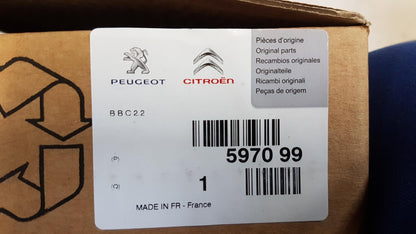 Pièces d'origine
Original parts
Recambios originales
Originalteile
Ricambi originali
Peças de origem
PEUGEOT
CITROËN
BBC22
(P)
5970 99
(Q)
1
MADE IN FR - France